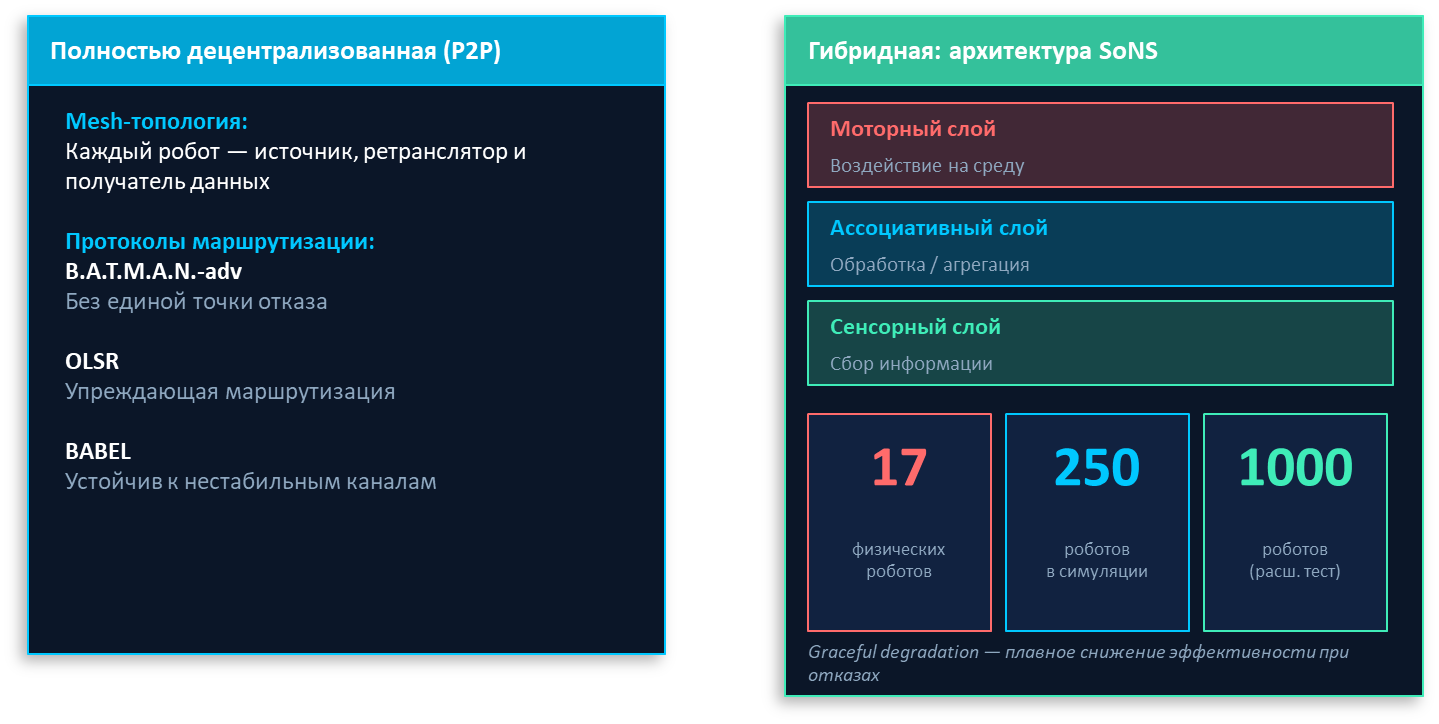 Полностью децентрализованная (P2P)
Mesh-топология:
Каждый робот — источник, ретранслятор и
получатель данных
Протоколы маршрутизации:
B.A.T.M.A.N.-adv
Без единой точки отказа
OLSR
Упреждающая маршрутизация
BABEL
Устойчив к нестабильным каналам
Гибридная: архитектура SoNS
Моторный слой
Воздействие на среду
Ассоциативный слой
Обработка / агрегация
Сенсорный слой
Сбор информации
17
физических
роботов
250
роботов
в симуляции
1000
роботов
(расш. тест)
Graceful degradation — плавное снижение эффективности при
отказах